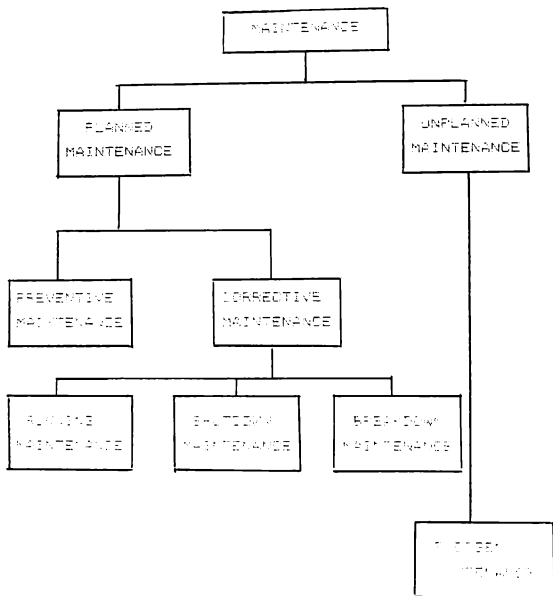 MAINTENANCE
PLANNED
MAINTENANCE
UNPLANNED
MAINTENANCE
PREVENTIVE
MAINTENANCE
CORRECTIVE
MAINTENANCE
RUNNING
MAINTENANCE
SHUTDOWN
MAINTENANCE
BREAKDOWN
MAINTENANCE